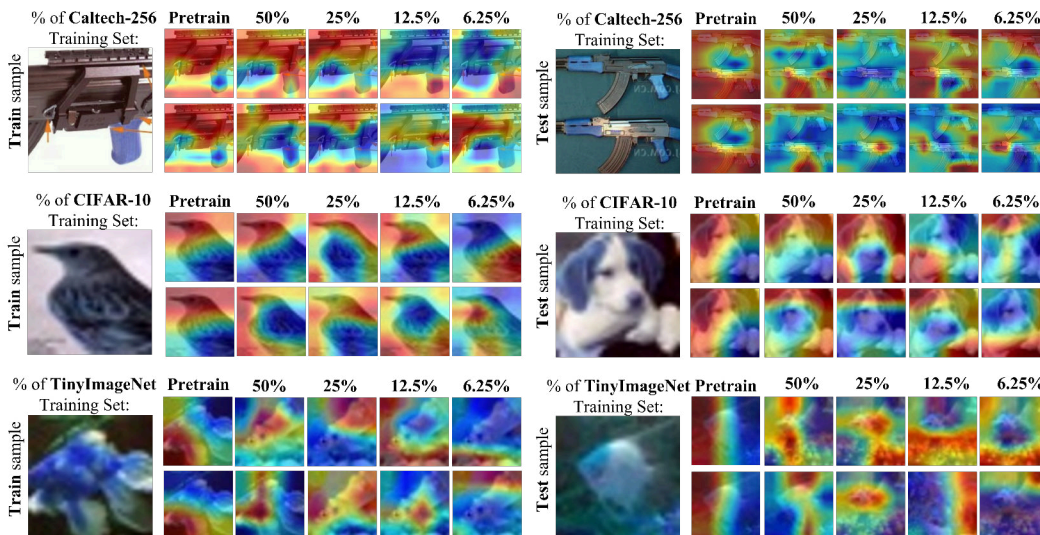 % of Caltech-256
Training Set:
Pretrain 50% 25% 12.5% 6.25%
Train sample
% of Caltech-256
Training Set:
Pretrain 50% 25% 12.5% 6.25%
Test sample
% of CIFAR-10
Training Set:
Pretrain 50% 25% 12.5% 6.25%
Train sample
% of CIFAR-10
Training Set:
Pretrain 50% 25% 12.5% 6.25%
Test sample
% of TinyImageNet
Training Set:
Pretrain 50% 25% 12.5% 6.25%
Train sample
% of TinyImageNet
Training Set:
Pretrain 50% 25% 12.5% 6.25%
Test sample